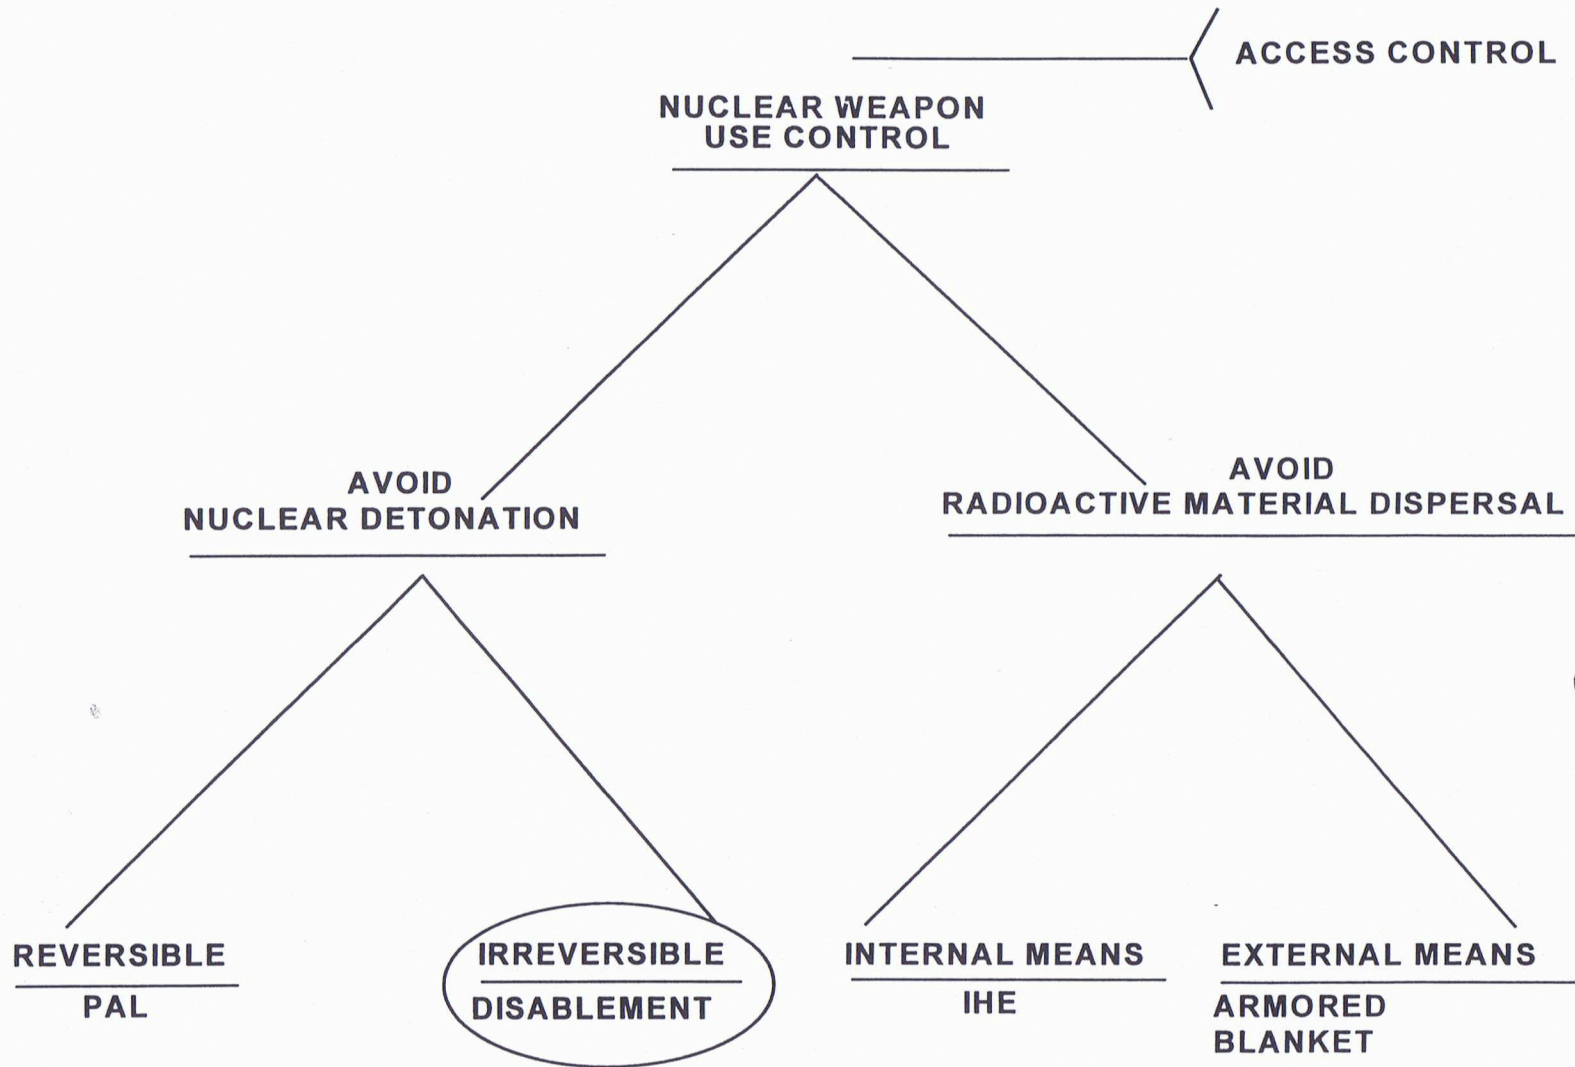 ACCESS CONTROL
NUCLEAR WEAPON
USE CONTROL
AVOID
NUCLEAR DETONATION
AVOID
RADIOACTIVE MATERIAL DISPERSAL
REVERSIBLE
PAL
IRREVERSIBLE
DISABLEMENT
INTERNAL MEANS
IHE
EXTERNAL MEANS
ARMORED
BLANKET